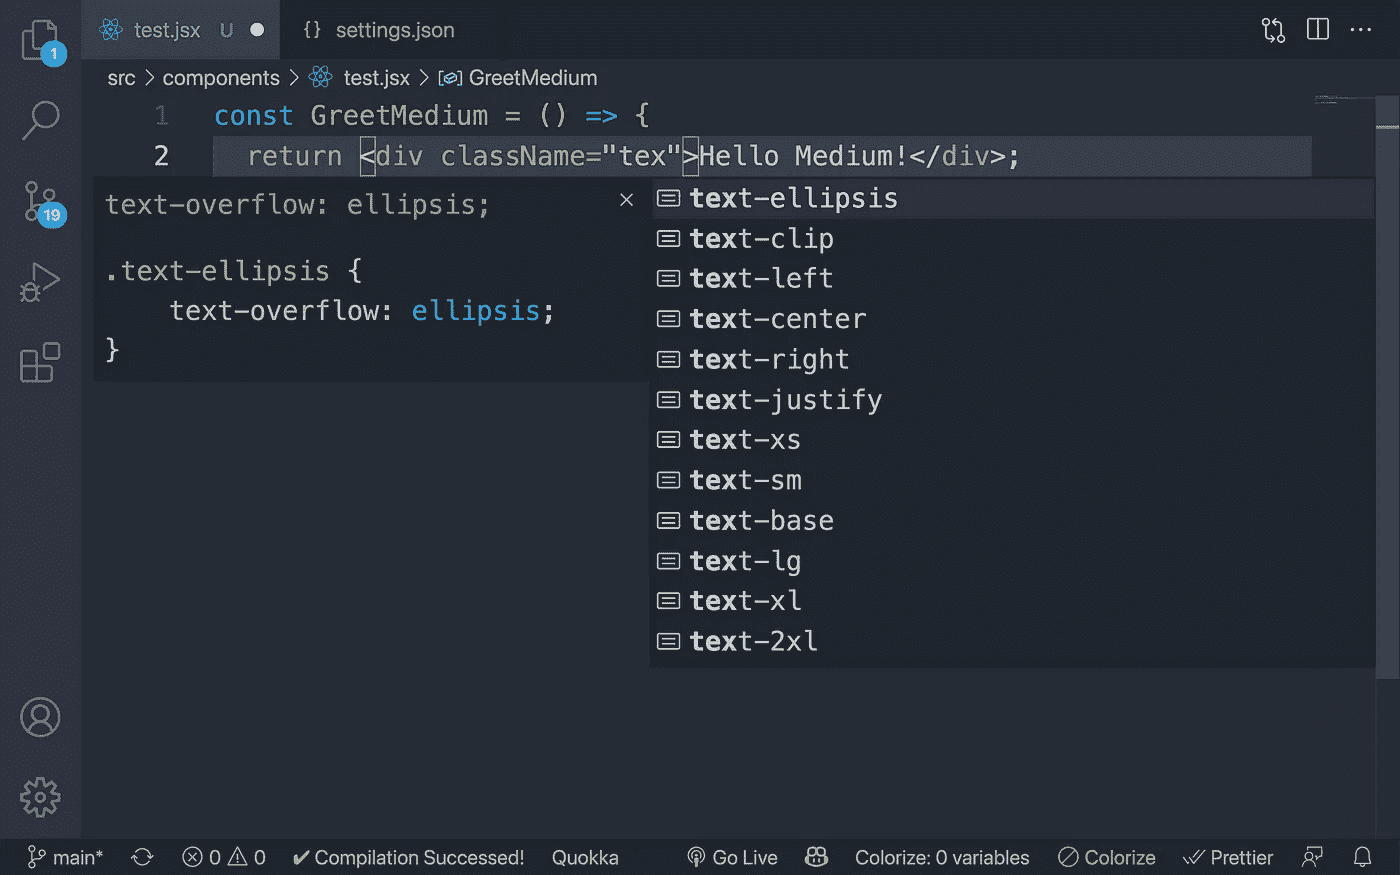 1
19
test.jsx U
{} settings.json
src > components > test.jsx > GreetMedium
1 const GreetMedium = () => {
2 return <div className="tex">Hello Medium!</div>;
text-overflow: ellipsis;
.text-ellipsis {
text-overflow: ellipsis;
}
text-ellipsis
text-clip
text-left
text-center
text-right
text-justify
text-xs
text-sm
text-base
text-lg
text-xl
text-2xl
main* 0 0 ✔ Compilation Successed! Quokka Go Live Colorize: 0 variables Colorize Prettier